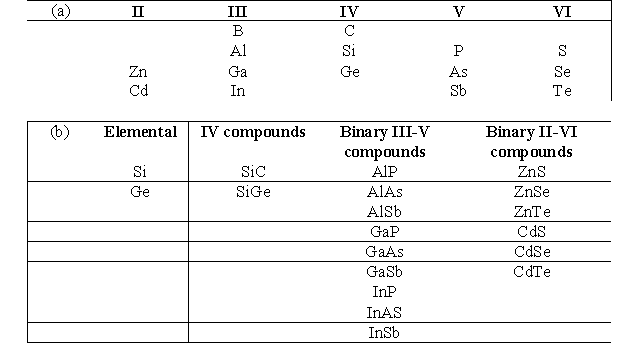 (a) II III IV V VI
B C
Al Si P S
Zn Ga Ge As Se
Cd In Sb Te
(b) Elemental IV compounds Binary III-V Binary II-VI
compounds compounds
Si SiC AlP ZnS
Ge SiGe AlAs ZnSe
AlSb ZnTe
GaP CdS
GaAs CdSe
GaSb CdTe
InP
InAS
InSb